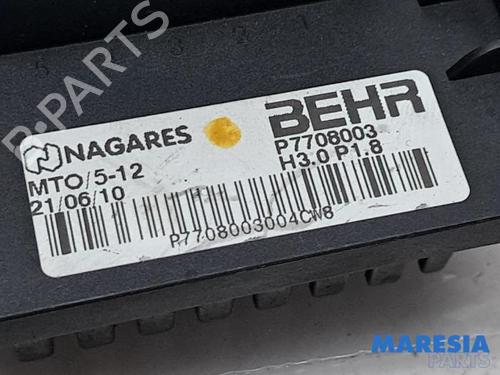 NAGARES
BEHR
MTO/5-12
P7708003
21/06/10
H3.0 P1.8
P7708003004CW8
B-PARTS
MARESIA
PARTS